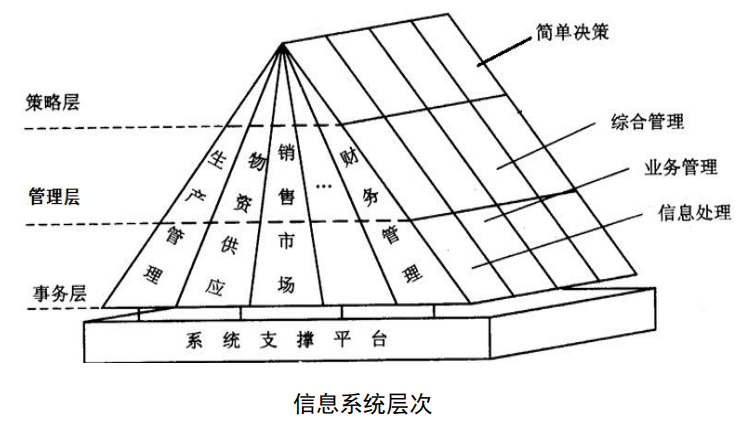 简单决策
策略层
综合管理
业务管理
管理层
信息处理
事务层
生产管理
物资供应
销售市场
…
财务管理
系统支撑平台
信息系统层次